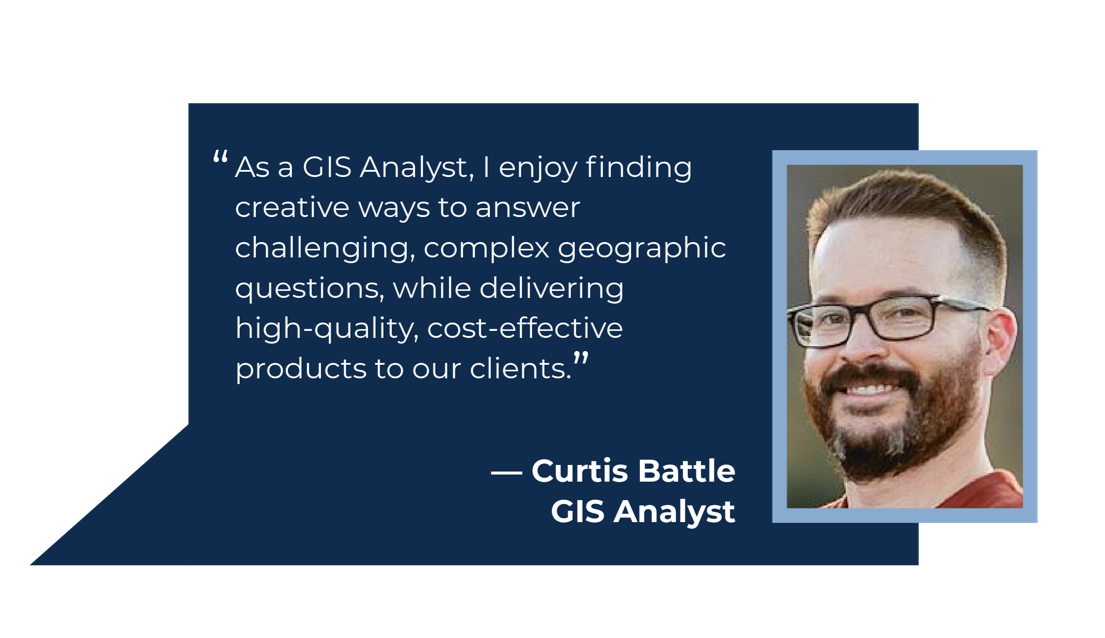 “As a GIS Analyst, I enjoy finding
creative ways to answer
challenging, complex geographic
questions, while delivering
high-quality, cost-effective
products to our clients.”
— Curtis Battle
GIS Analyst